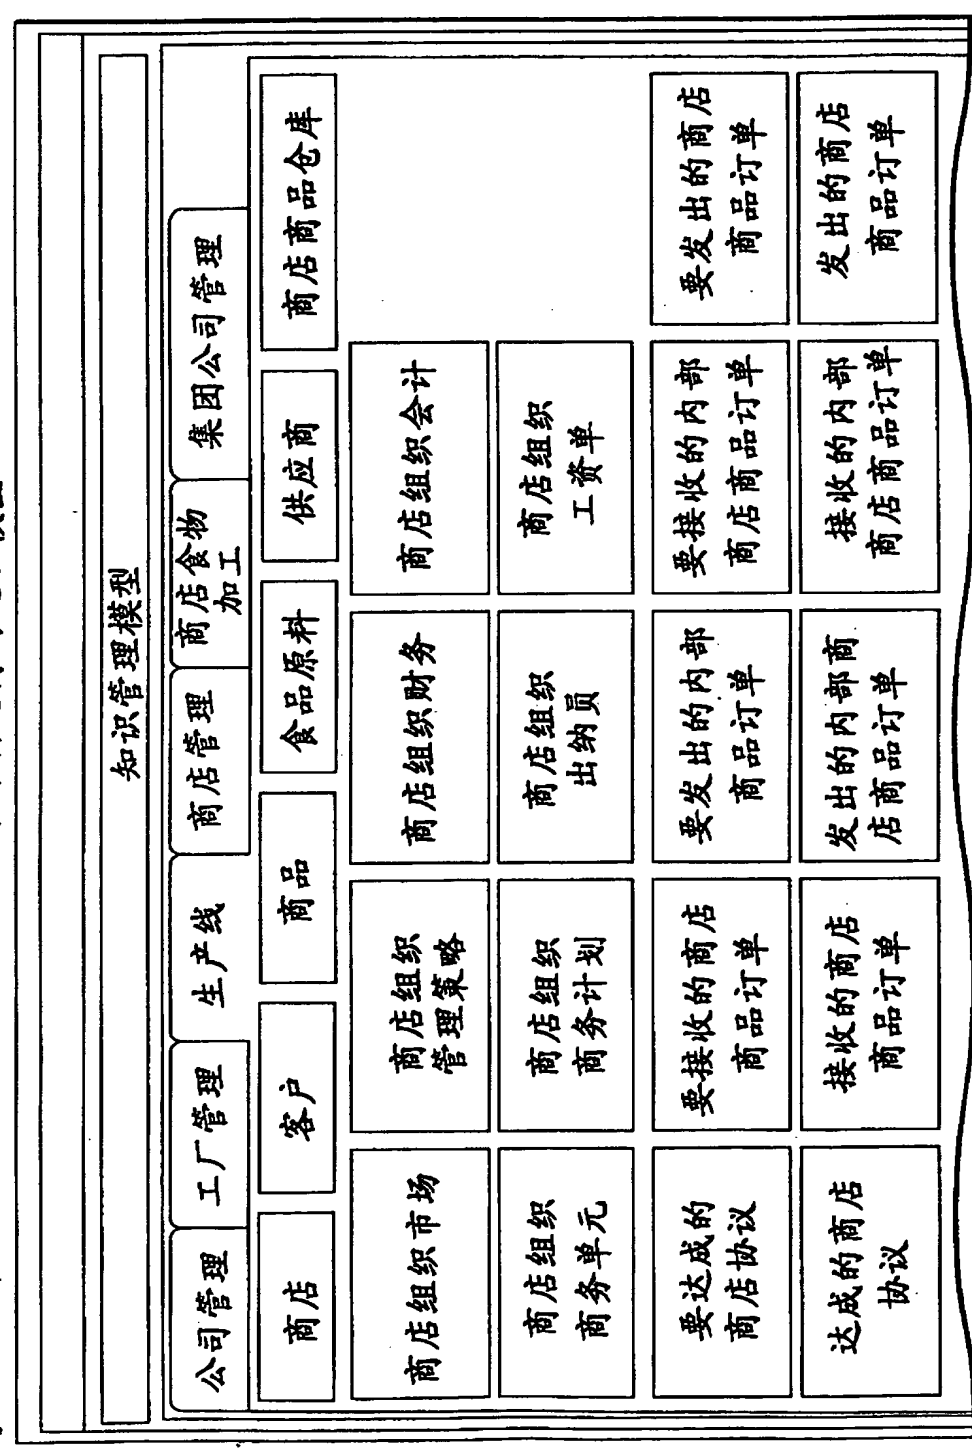 知识管理模型
公司管理
工厂管理
生产线
商店管理
商店食物
加工
集团公司管理
商店
客户
商品
食品原料
供应商
商店商品仓库
商店组织市场
商店组织
管理策略
商店组织财务
商店组织会计
商店组织
商务单元
商店组织
商务计划
商店组织
出纳员
商店组织
工资单
要达成的
商店协议
要接收的商店
商品订单
要发出的内部
商品订单
要接收的内部
商店商品订单
要发出的商店
商品订单
达成的商店
协议
接收的商店
商品订单
发出的内部商
店商品订单
接收的内部
商店商品订单
发出的商店
商品订单